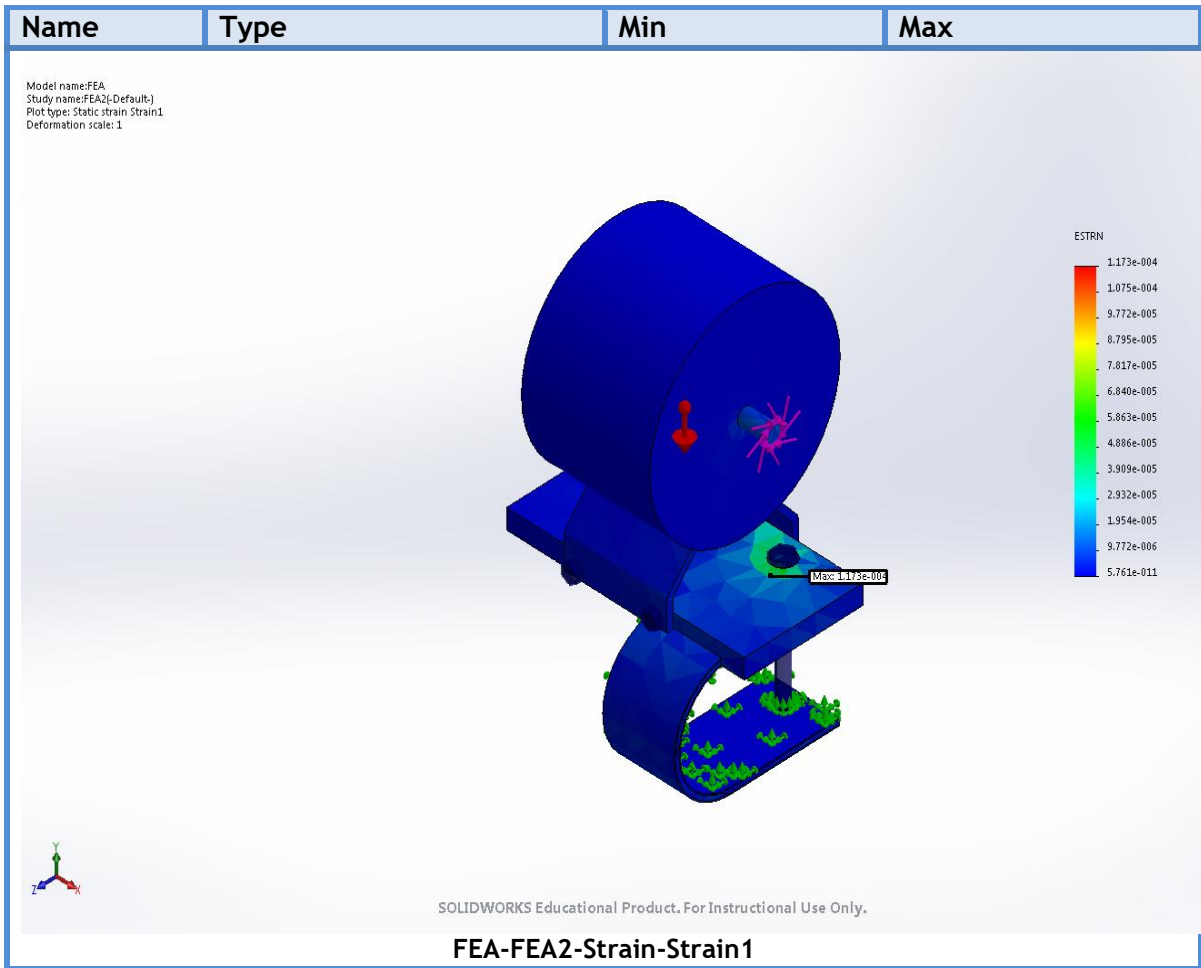 Name Type Min Max
Model name:FEA
Study name:FEA2(-Default-)
Plot type: Static strain Strain1
Deformation scale: 1
ESTRN
1.173e-004
1.075e-004
9.772e-005
8.795e-005
7.817e-005
6.840e-005
5.863e-005
4.886e-005
3.909e-005
2.932e-005
1.954e-005
9.772e-006
5.761e-011
Max: 1.173e-004
Y
Z X
SOLIDWORKS Educational Product. For Instructional Use Only.
FEA-FEA2-Strain-Strain1